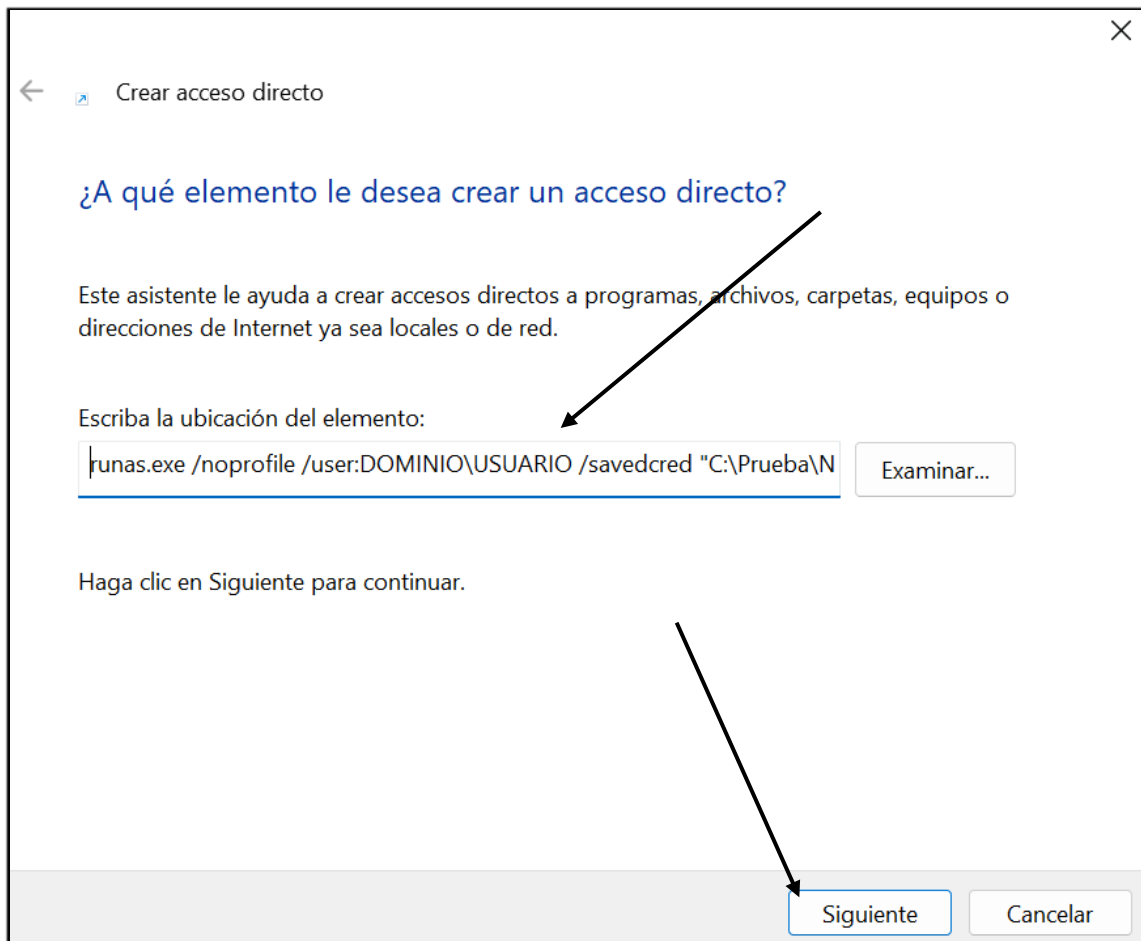 Crear acceso directo
¿A qué elemento le desea crear un acceso directo?
Este asistente le ayuda a crear accesos directos a programas, archivos, carpetas, equipos o
direcciones de Internet ya sea locales o de red.
Escriba la ubicación del elemento:
runas.exe /noprofile /user:DOMINIO\USUARIO /savedcred "C:\Prueba\N
Examinar...
Haga clic en Siguiente para continuar.
Siguiente
Cancelar